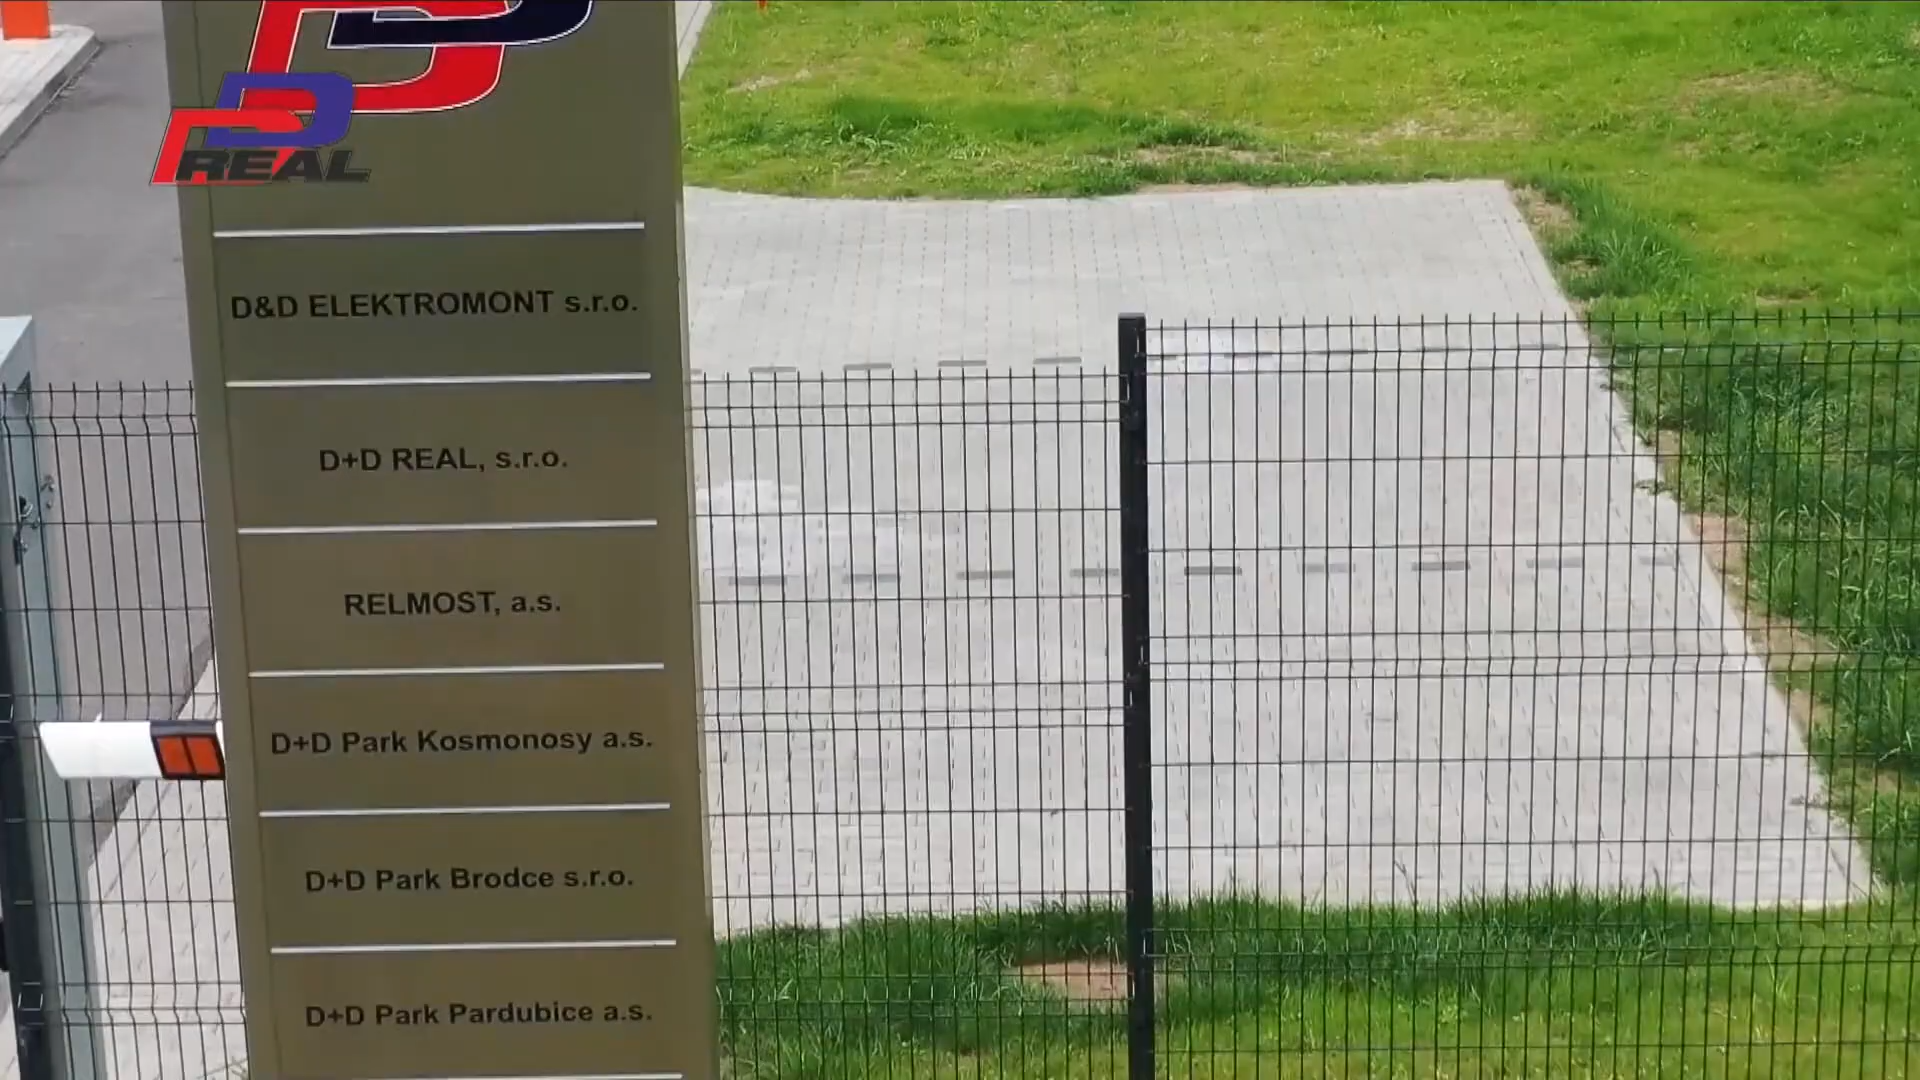 REAL
D&D ELEKTROMONT s.r.o.
D+D REAL, s.r.o.
RELMOST, a.s.
D+D Park Kosmonosy a.s.
D+D Park Brodce s.r.o.
D+D Park Pardubice a.s.